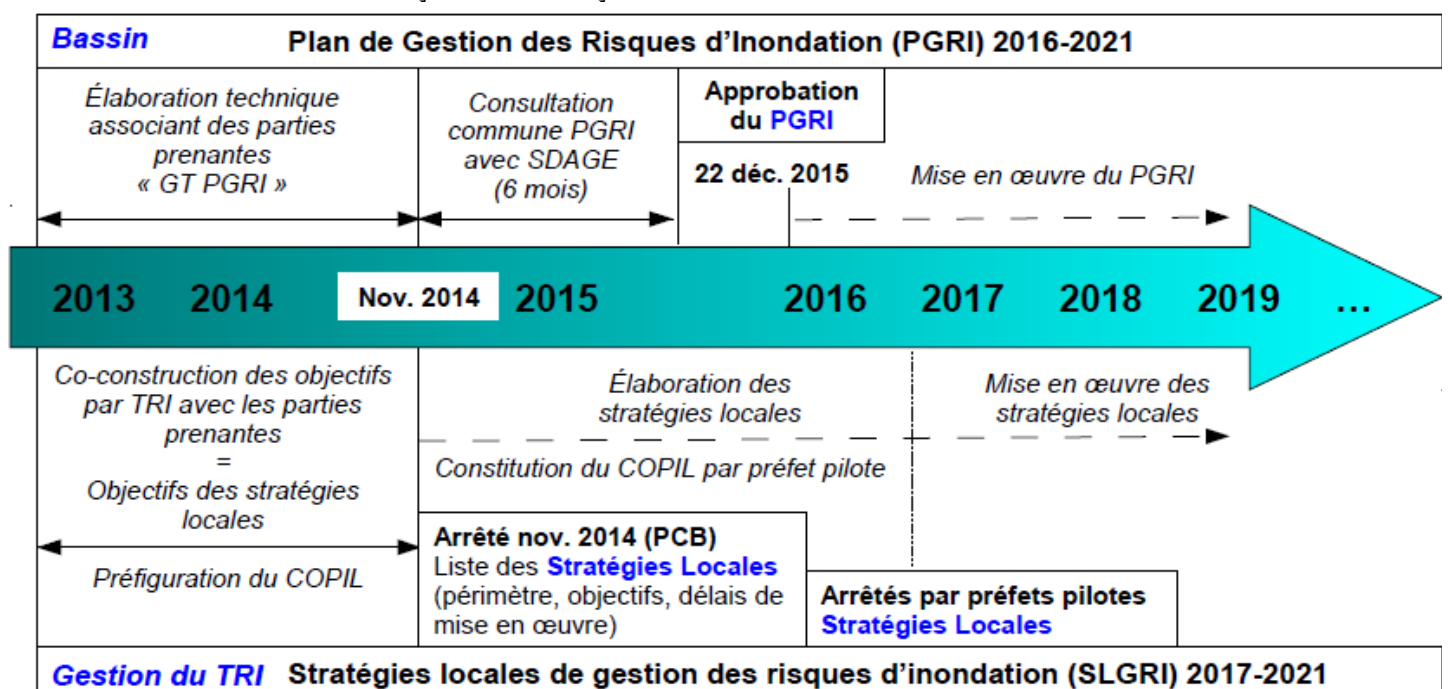 Bassin Plan de Gestion des Risques d’Inondation (PGRI) 2016-2021
Élaboration technique
associant des parties
prenantes
« GT PGRI »
Consultation
commune PGRI
avec SDAGE
(6 mois)
Approbation
du PGRI
22 déc. 2015
Mise en œuvre du PGRI
2013 2014 Nov. 2014 2015 2016 2017 2018 2019 ...
Co-construction des objectifs
par TRI avec les parties
prenantes
=
Objectifs des stratégies
locales
Préfiguration du COPIL
Élaboration des
stratégies locales
Mise en œuvre des
stratégies locales
Constitution du COPIL par préfet pilote
Arrêté nov. 2014 (PCB)
Liste des Stratégies Locales
(périmètre, objectifs, délais de
mise en œuvre)
Arrêtés par préfets pilotes
Stratégies Locales
Gestion du TRI Stratégies locales de gestion des risques d’inondation (SLGRI) 2017-2021